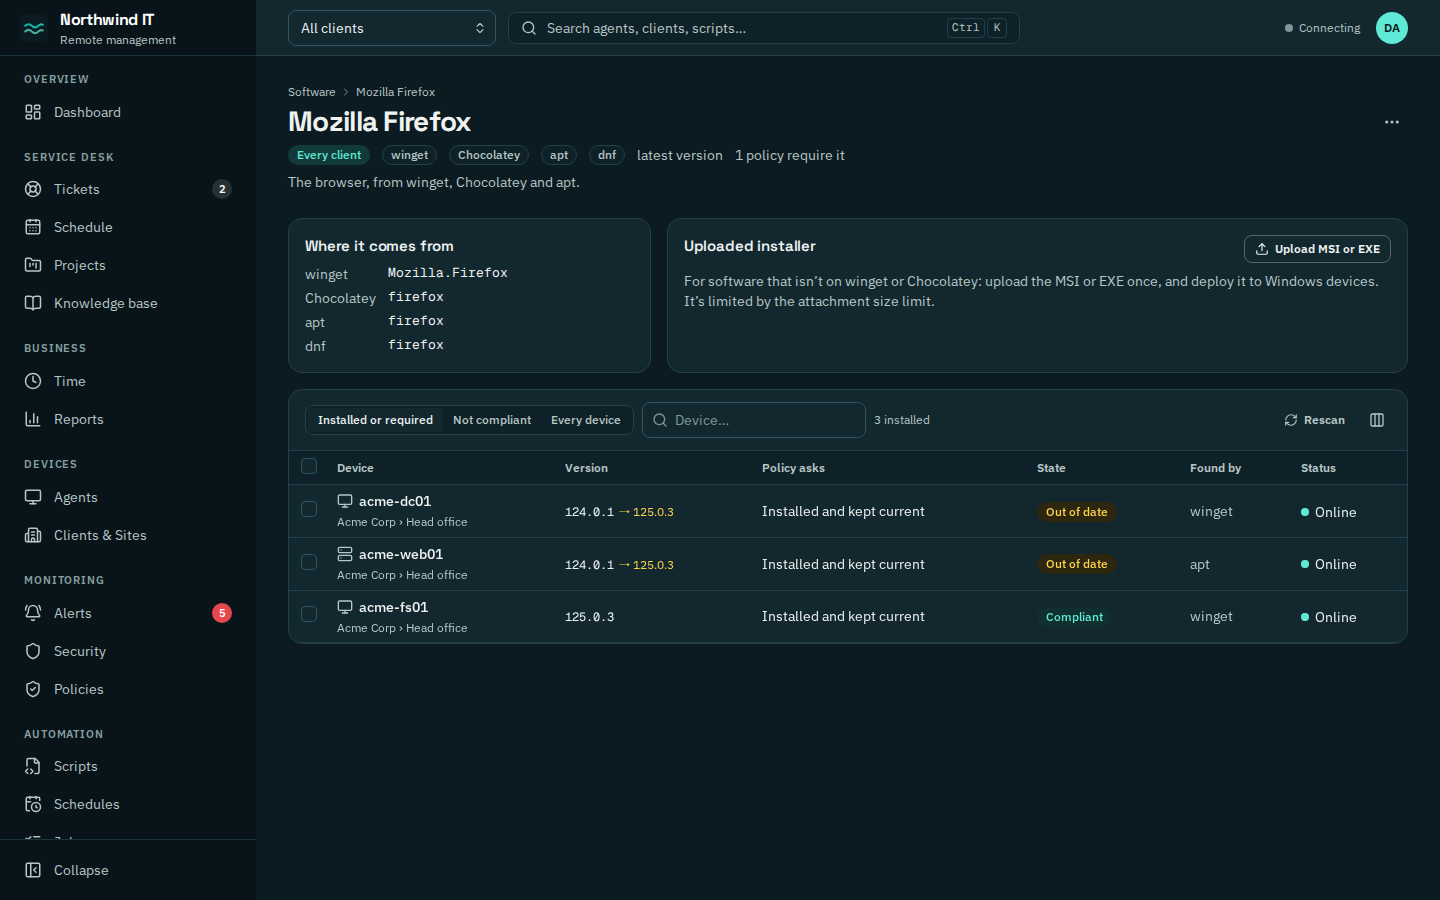 Northwind IT
Remote management
All clients
Search agents, clients, scripts...
Ctrl K
Connecting
DA
OVERVIEW
Dashboard
SERVICE DESK
Tickets 2
Schedule
Projects
Knowledge base
BUSINESS
Time
Reports
DEVICES
Agents
Clients & Sites
MONITORING
Alerts 5
Security
Policies
AUTOMATION
Scripts
Schedules
Collapse
Software > Mozilla Firefox
Mozilla Firefox
Every client winget Chocolatey apt dnf latest version 1 policy require it
The browser, from winget, Chocolatey and apt.
Where it comes from
winget Mozilla.Firefox
Chocolatey firefox
apt firefox
dnf firefox
Uploaded installer
Upload MSI or EXE
For software that isn’t on winget or Chocolatey: upload the MSI or EXE once, and deploy it to Windows devices.
It’s limited by the attachment size limit.
Installed or required Not compliant Every device Device... 3 installed Rescan
Device Version Policy asks State Found by Status
acme-dc01
Acme Corp › Head office
124.0.1 → 125.0.3 Installed and kept current Out of date winget Online
acme-web01
Acme Corp › Head office
124.0.1 → 125.0.3 Installed and kept current Out of date apt Online
acme-fs01
Acme Corp › Head office
125.0.3 Installed and kept current Compliant winget Online